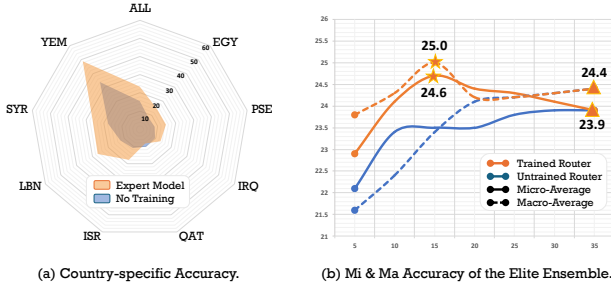 ALL
EGY
PSE
IRQ
QAT
ISR
LBN
SYR
YEM
60
50
40
30
20
10
Expert Model
No Training
(a) Country-specific Accuracy.
26
25.5
25
24.5
24
23.5
23
22.5
22
21.5
21
5
10
15
20
25
30
35
25.0
24.6
24.4
23.9
Trained Router
Untrained Router
Micro-Average
Macro-Average
(b) Mi & Ma Accuracy of the Elite Ensemble.